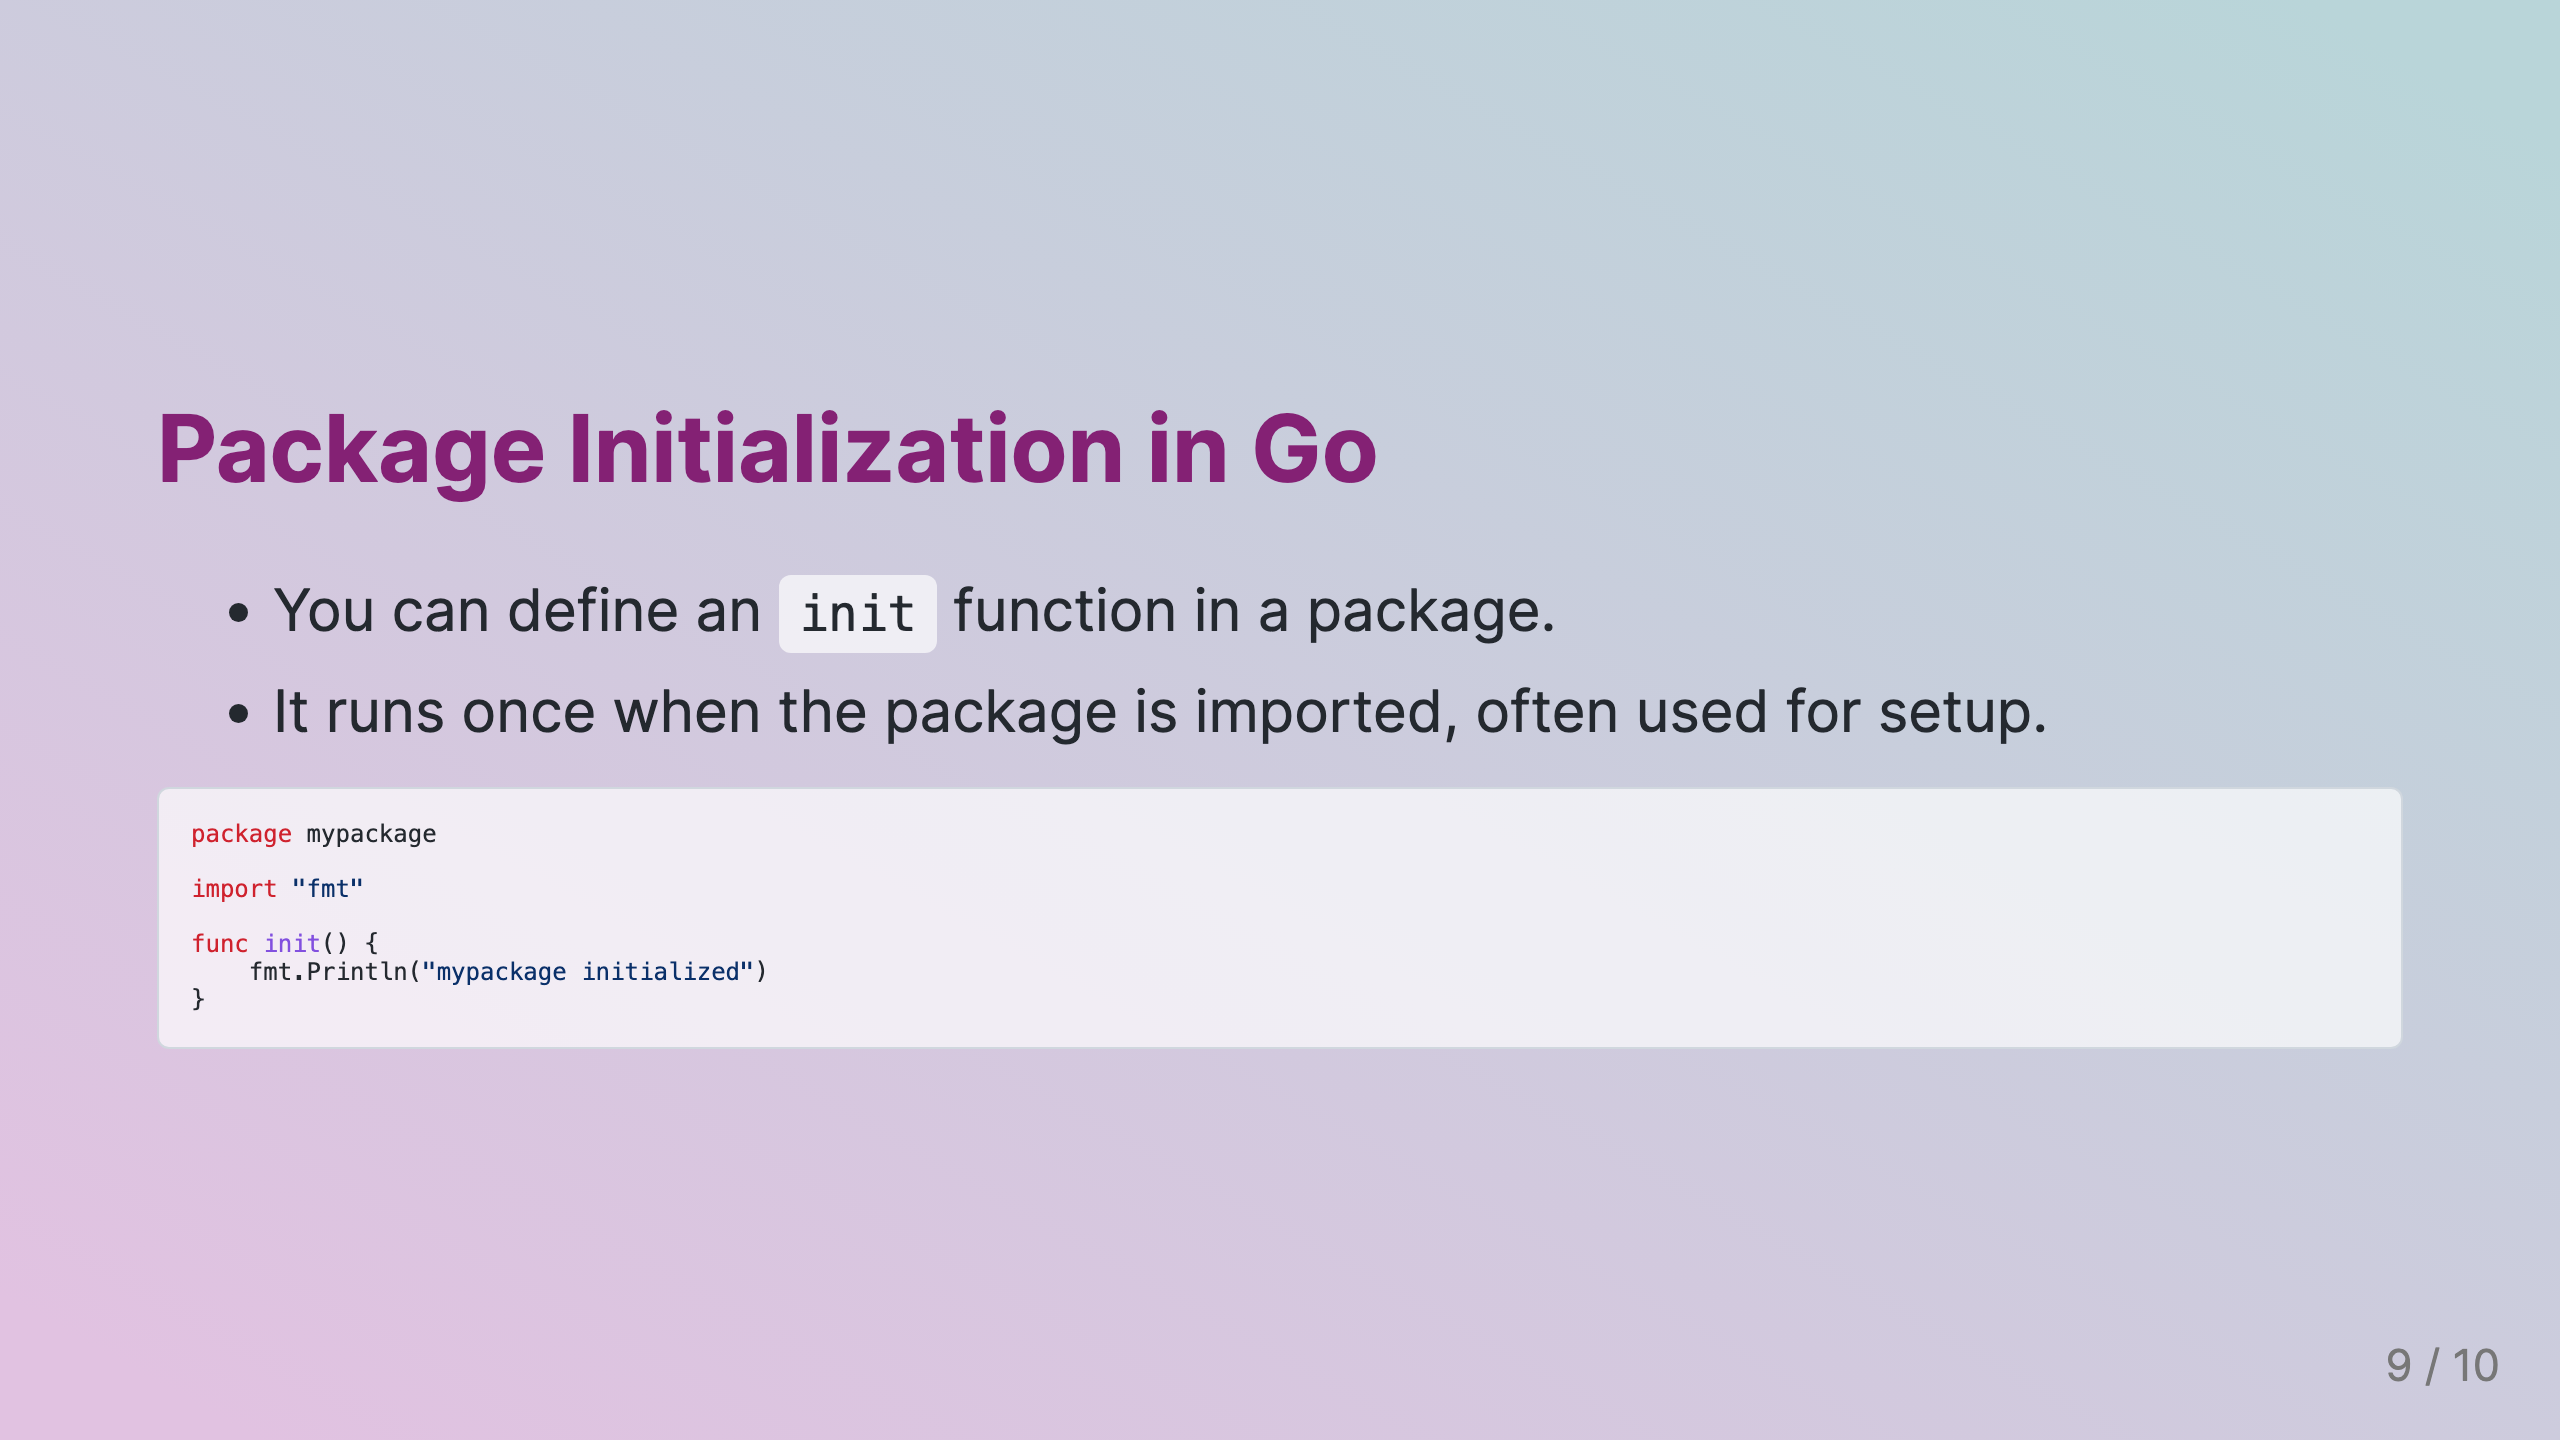 Package Initialization in Go
• You can define an init function in a package.
• It runs once when the package is imported, often used for setup.
package mypackage
import "fmt"
func init() {
    fmt.Println("mypackage initialized")
}
9 / 10